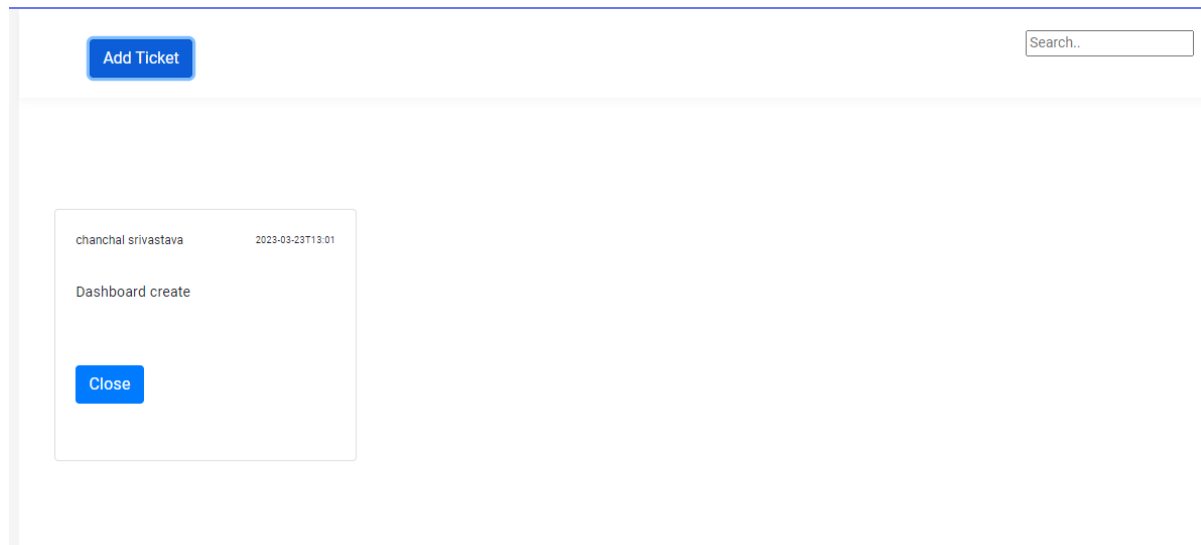 Add Ticket
Search..
chanchal srivastava
2023-03-23T13:01
Dashboard create
Close